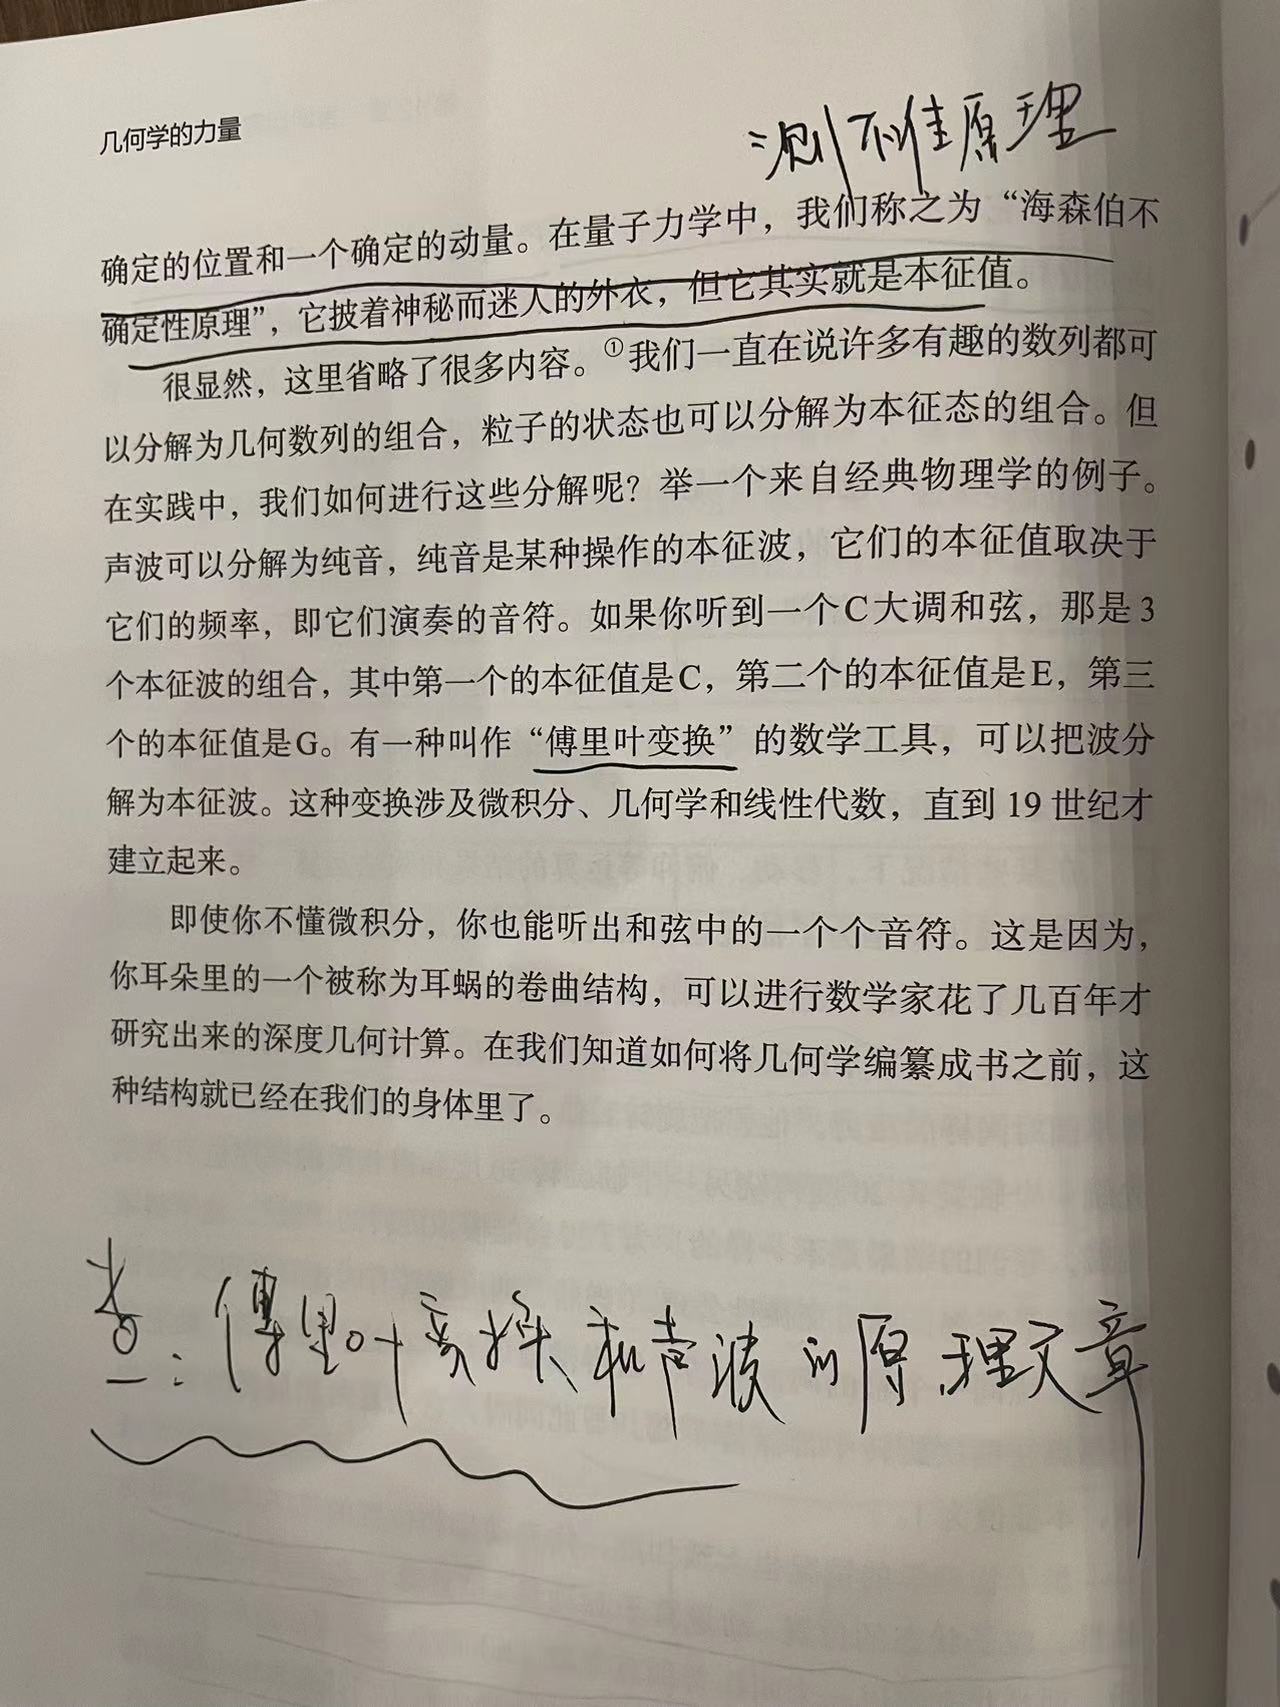 几何学的力量
测不准原理
确定的位置和一个确定的动量。在量子力学中，我们称之为“海森伯不
确定性原理”，它披着神秘而迷人的外衣，但它其实就是本征值。
很显然，这里省略了很多内容。①我们一直在说许多有趣的数列都可
以分解为几何数列的组合，粒子的状态也可以分解为本征态的组合。但
在实践中，我们如何进行这些分解呢？举一个来自经典物理学的例子。
声波可以分解为纯音，纯音是某种操作的本征波，它们的本征值取决于
它们的频率，即它们演奏的音符。如果你听到一个C大调和弦，那是3
个本征波的组合，其中第一个的本征值是C，第二个的本征值是E，第三
个的本征值是G。有一种叫作“傅里叶变换”的数学工具，可以把波分
解为本征波。这种变换涉及微积分、几何学和线性代数，直到19世纪才
建立起来。
即使你不懂微积分，你也能听出和弦中的一个个音符。这是因为，
你耳朵里的一个被称为耳蜗的卷曲结构，可以进行数学家花了几百年才
研究出来的深度几何计算。在我们知道如何将几何学编纂成书之前，这
种结构就已经在我们的身体里了。
查：傅里叶变换和声波的原理文章